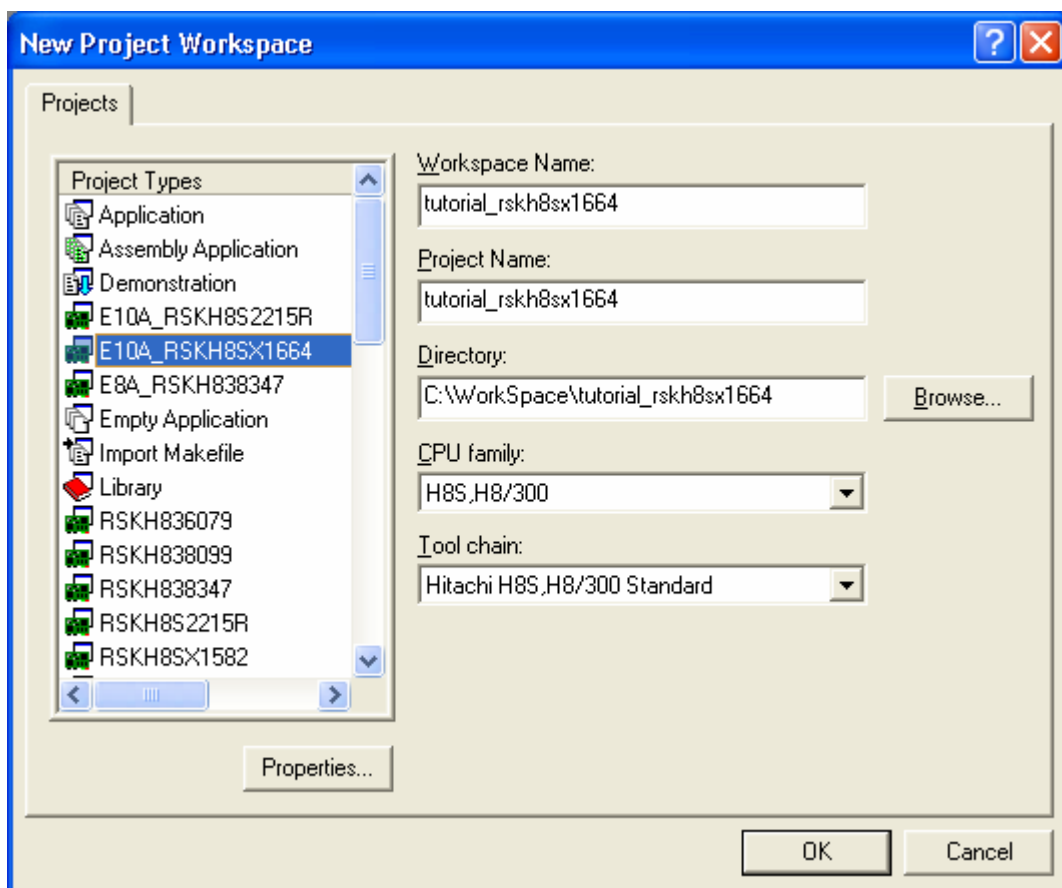 New Project Workspace
Projects
Project Types
Application
Assembly Application
Demonstration
E10A_RSKH8S2215R
E10A_RSKH8SX1664
E8A_RSKH838347
Empty Application
Import Makefile
Library
RSKH836079
RSKH838099
RSKH838347
RSKH8S2215R
RSKH8SX1582
Properties...
Workspace Name:
tutorial_rskh8sx1664
Project Name:
tutorial_rskh8sx1664
Directory:
C:\WorkSpace\tutorial_rskh8sx1664
Browse...
CPU family:
H8S,H8/300
Tool chain:
Hitachi H8S,H8/300 Standard
OK
Cancel